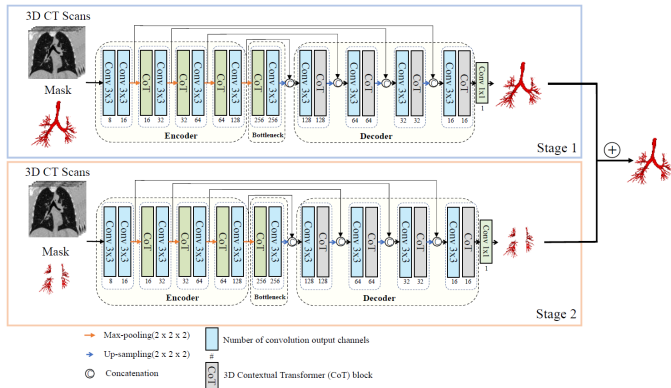 3D CT Scans
Mask
Conv 3x3 Conv 3x3 CoT Conv 3x3 CoT Conv 3x3 CoT Conv 3x3 CoT Conv 3x3 © Conv 3x3 CoT © Conv 3x3 CoT © Conv 3x3 CoT © Conv 3x3 CoT Conv 1x1
8 16 16 32 32 64 64 128 256 256 128 128 64 64 32 32 16 16 1
Encoder Bottleneck Decoder
Stage 1
+
3D CT Scans
Mask
Conv 3x3 Conv 3x3 CoT Conv 3x3 CoT Conv 3x3 CoT Conv 3x3 CoT Conv 3x3 © Conv 3x3 CoT © Conv 3x3 CoT © Conv 3x3 CoT © Conv 3x3 CoT Conv 1x1
8 16 16 32 32 64 64 128 256 256 128 128 64 64 32 32 16 16 1
Encoder Bottleneck Decoder
Stage 2
Max-pooling(2 x 2 x 2)
Number of convolution output channels
#
Up-sampling(2 x 2 x 2)
© Concatenation
CoT 3D Contextual Transformer (CoT) block